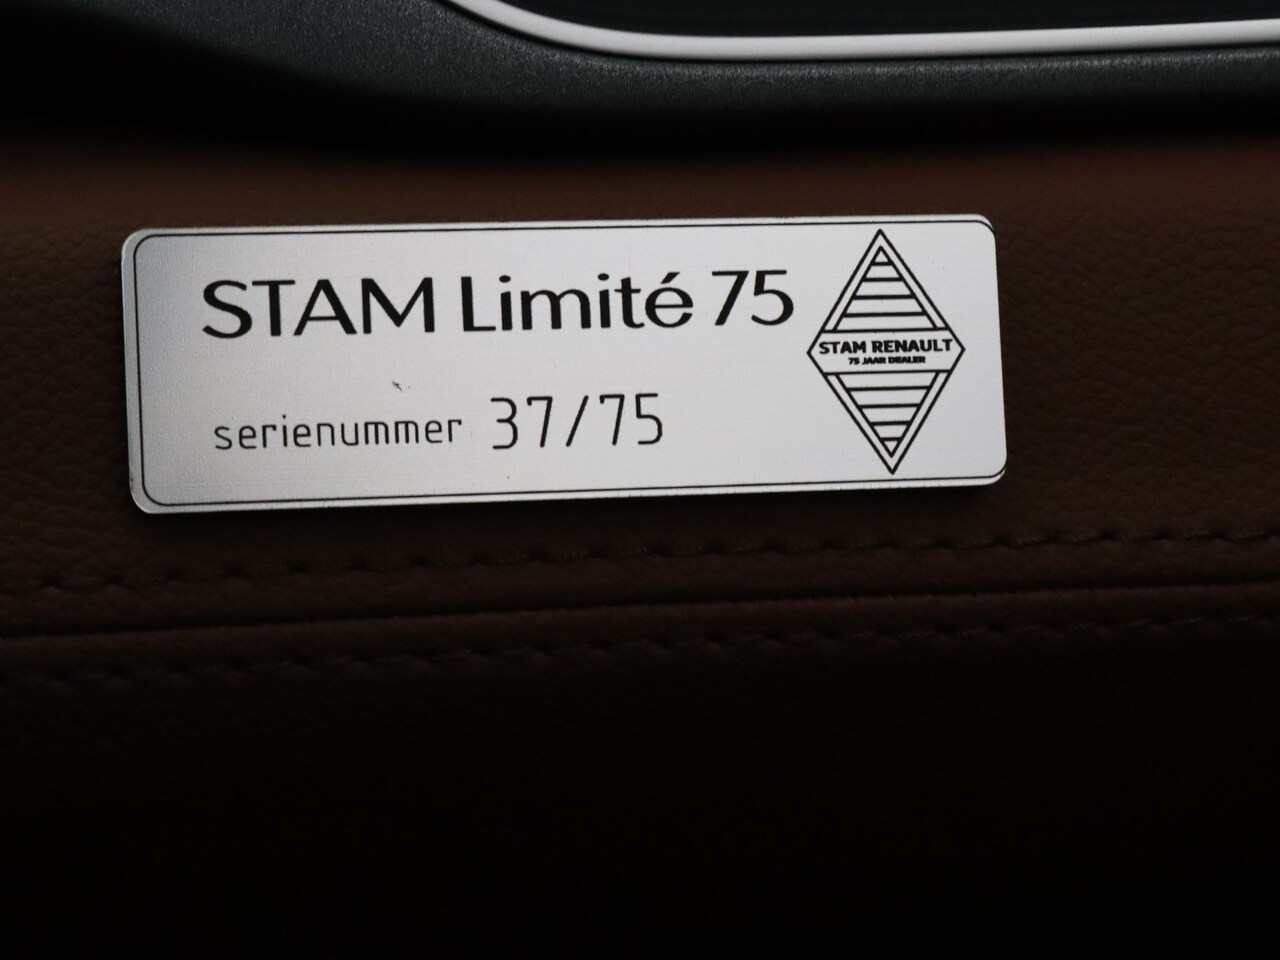 STAM Limité 75
serienummer 37/75
STAM RENAULT
75 JAAR DEALER